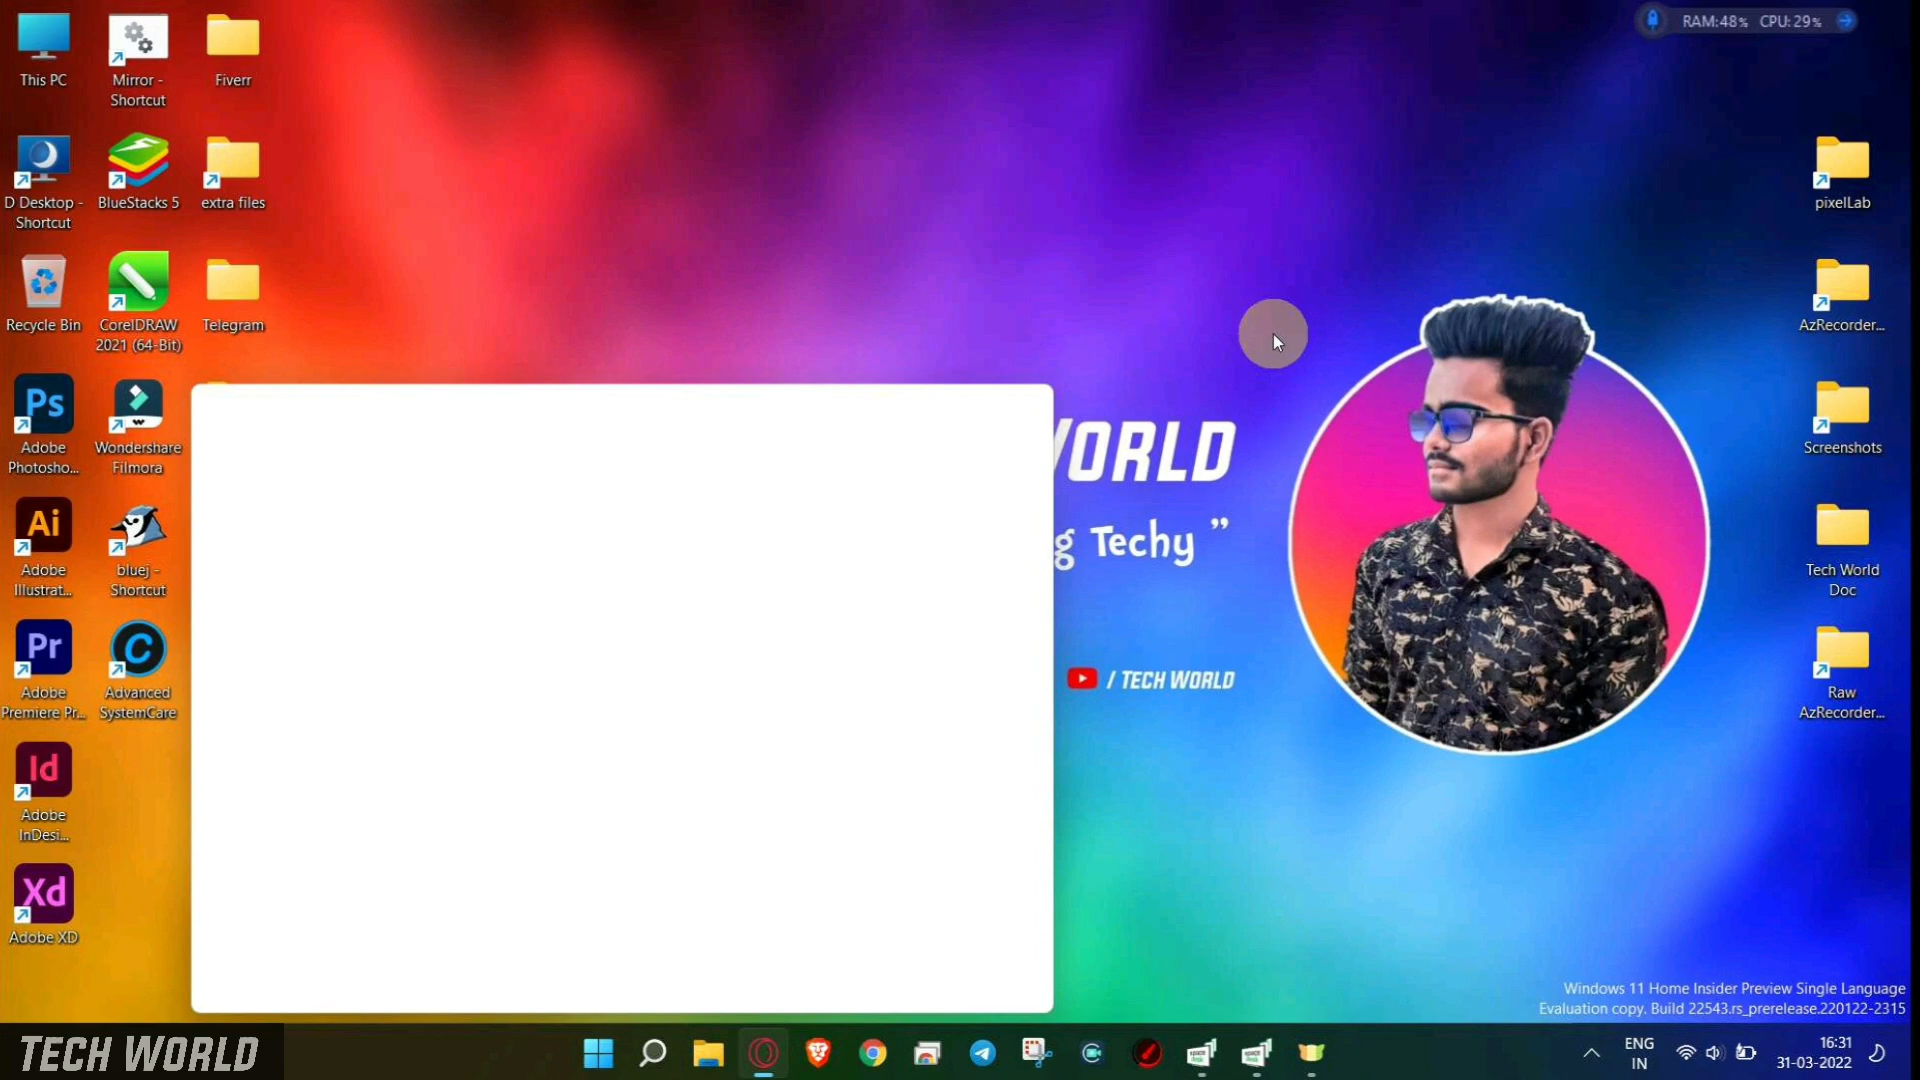 RAM:48% CPU:29%
This PC
Mirror -
Shortcut
Fiverr
D Desktop -
Shortcut
BlueStacks 5
extra files
pixelLab
Recycle Bin
CorelDRAW
2021 (64-Bit)
Telegram
AzRecorder...
Ps
Adobe
Photosho...
Wondershare
Filmora
Screenshots
Ai
Adobe
Illustrat...
bluej -
Shortcut
Tech World
Doc
Pr
Adobe
Premiere Pr...
Advanced
SystemCare
Raw
AzRecorder...
Id
Adobe
InDesi...
Xd
Adobe XD
WORLD
g Techy ”
/ TECH WORLD
Windows 11 Home Insider Preview Single Language
Evaluation copy. Build 22543.rs_prerelease.220122-2315
TECH WORLD
ENG
IN
16:31
31-03-2022